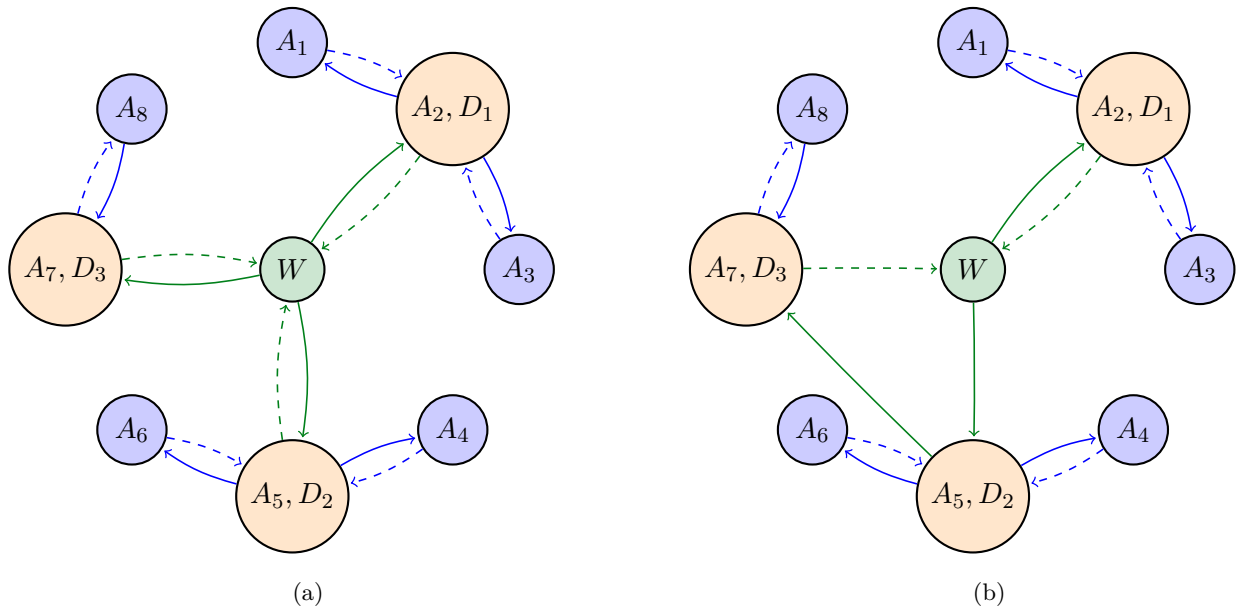 A₁
A₂, D₁
A₈
A₃
A₇, D₃
W
A₆
A₄
A₅, D₂
(a)
A₁
A₂, D₁
A₈
A₃
A₇, D₃
W
A₆
A₄
A₅, D₂
(b)